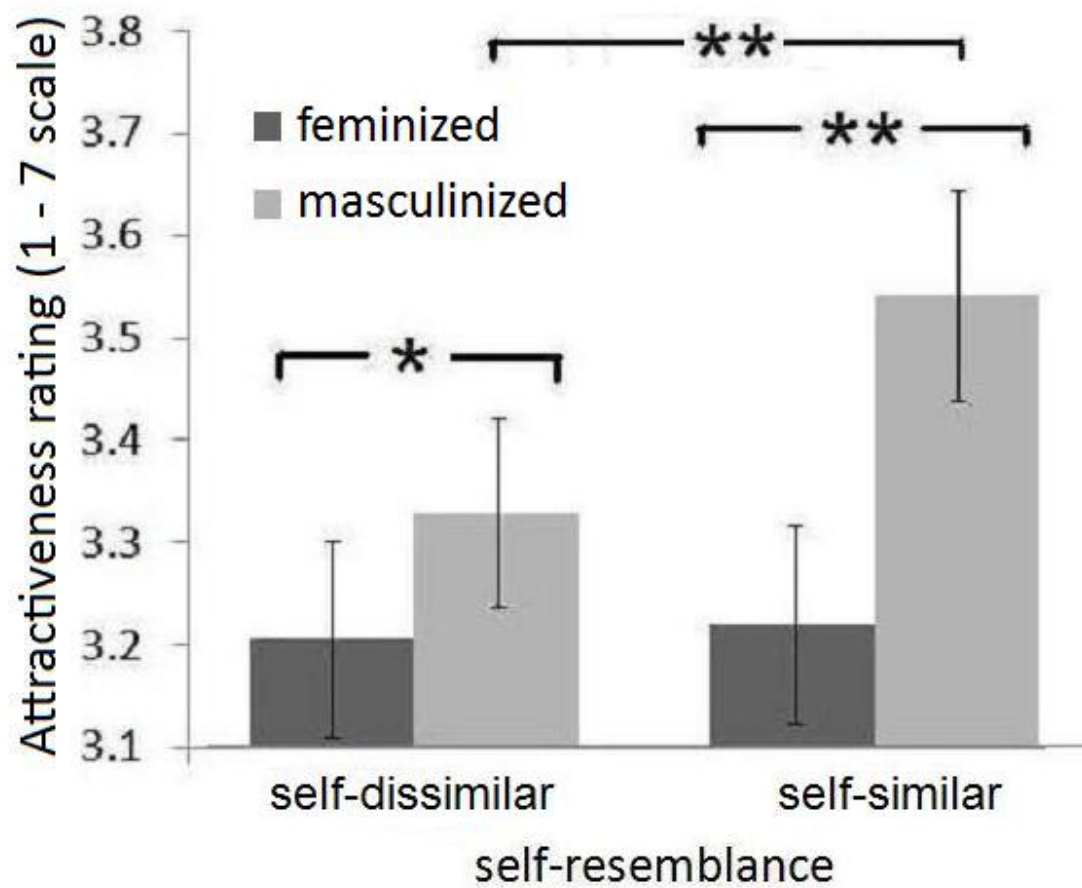 Attractiveness rating (1 - 7 scale)
3.8
3.7
3.6
3.5
3.4
3.3
3.2
3.1
feminized
masculinized
**
**
*
self-dissimilar
self-similar
self-resemblance